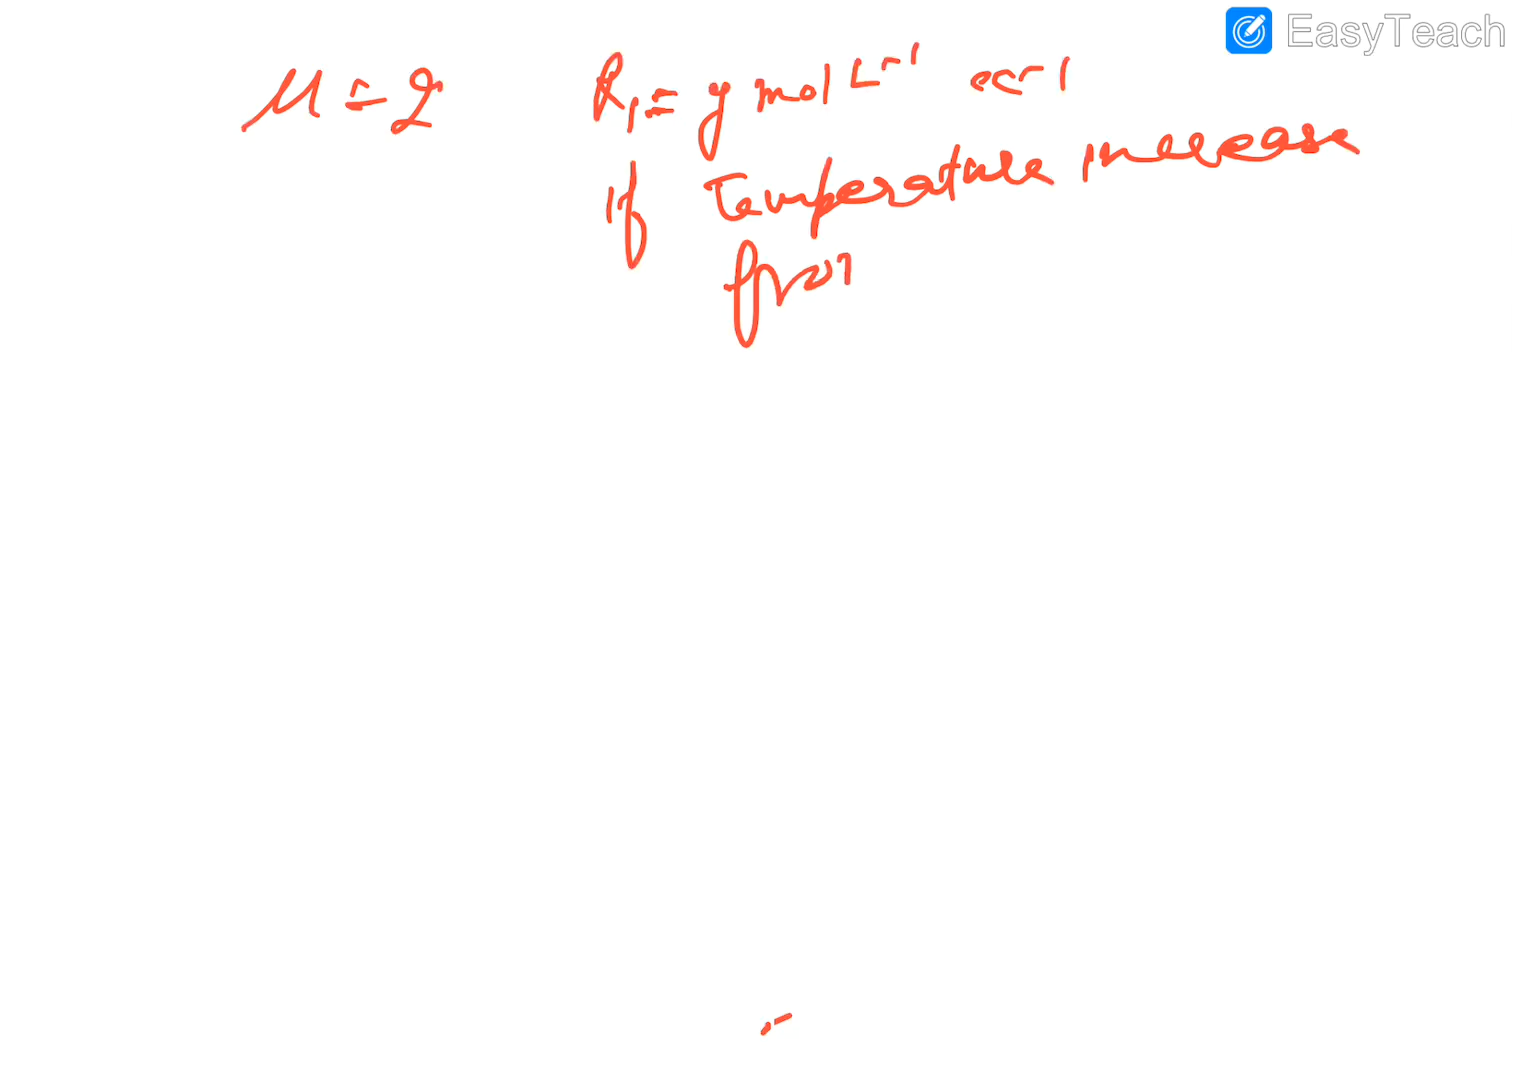 EasyTeach
μ = 2 R₁ = y mol L⁻¹ sec⁻¹
if Temperature increase
from